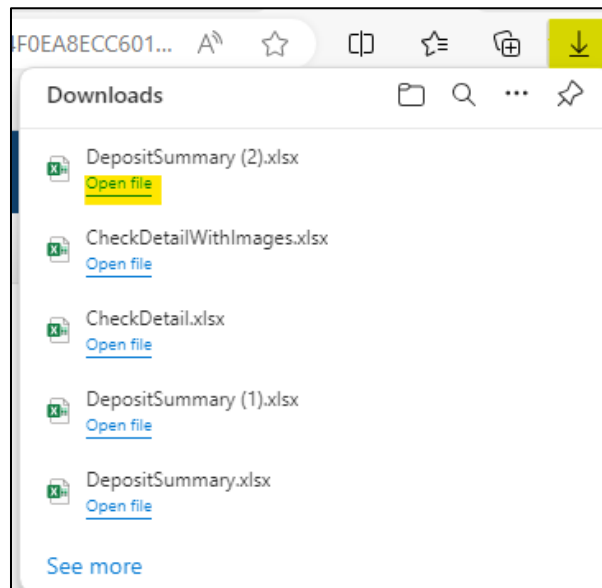 4F0EA8ECC601...
Downloads
DepositSummary (2).xlsx
Open file
CheckDetailWithImages.xlsx
Open file
CheckDetail.xlsx
Open file
DepositSummary (1).xlsx
Open file
DepositSummary.xlsx
Open file
See more